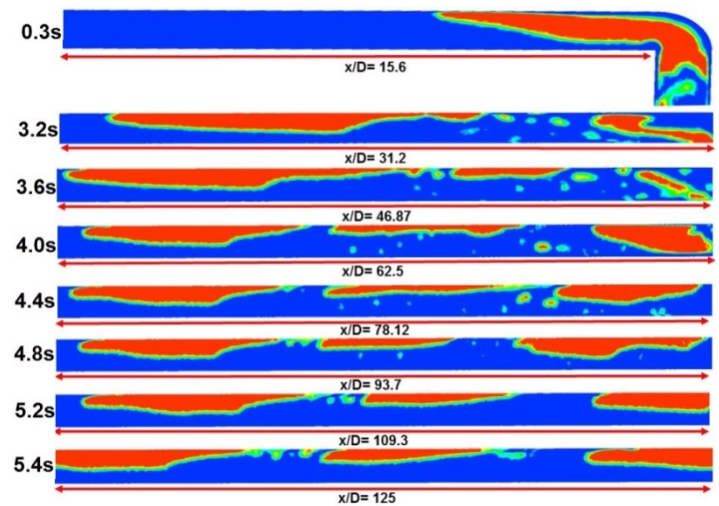 0.3s
x/D= 15.6
3.2s
x/D= 31.2
3.6s
x/D= 46.87
4.0s
x/D= 62.5
4.4s
x/D= 78.12
4.8s
x/D= 93.7
5.2s
x/D= 109.3
5.4s
x/D= 125